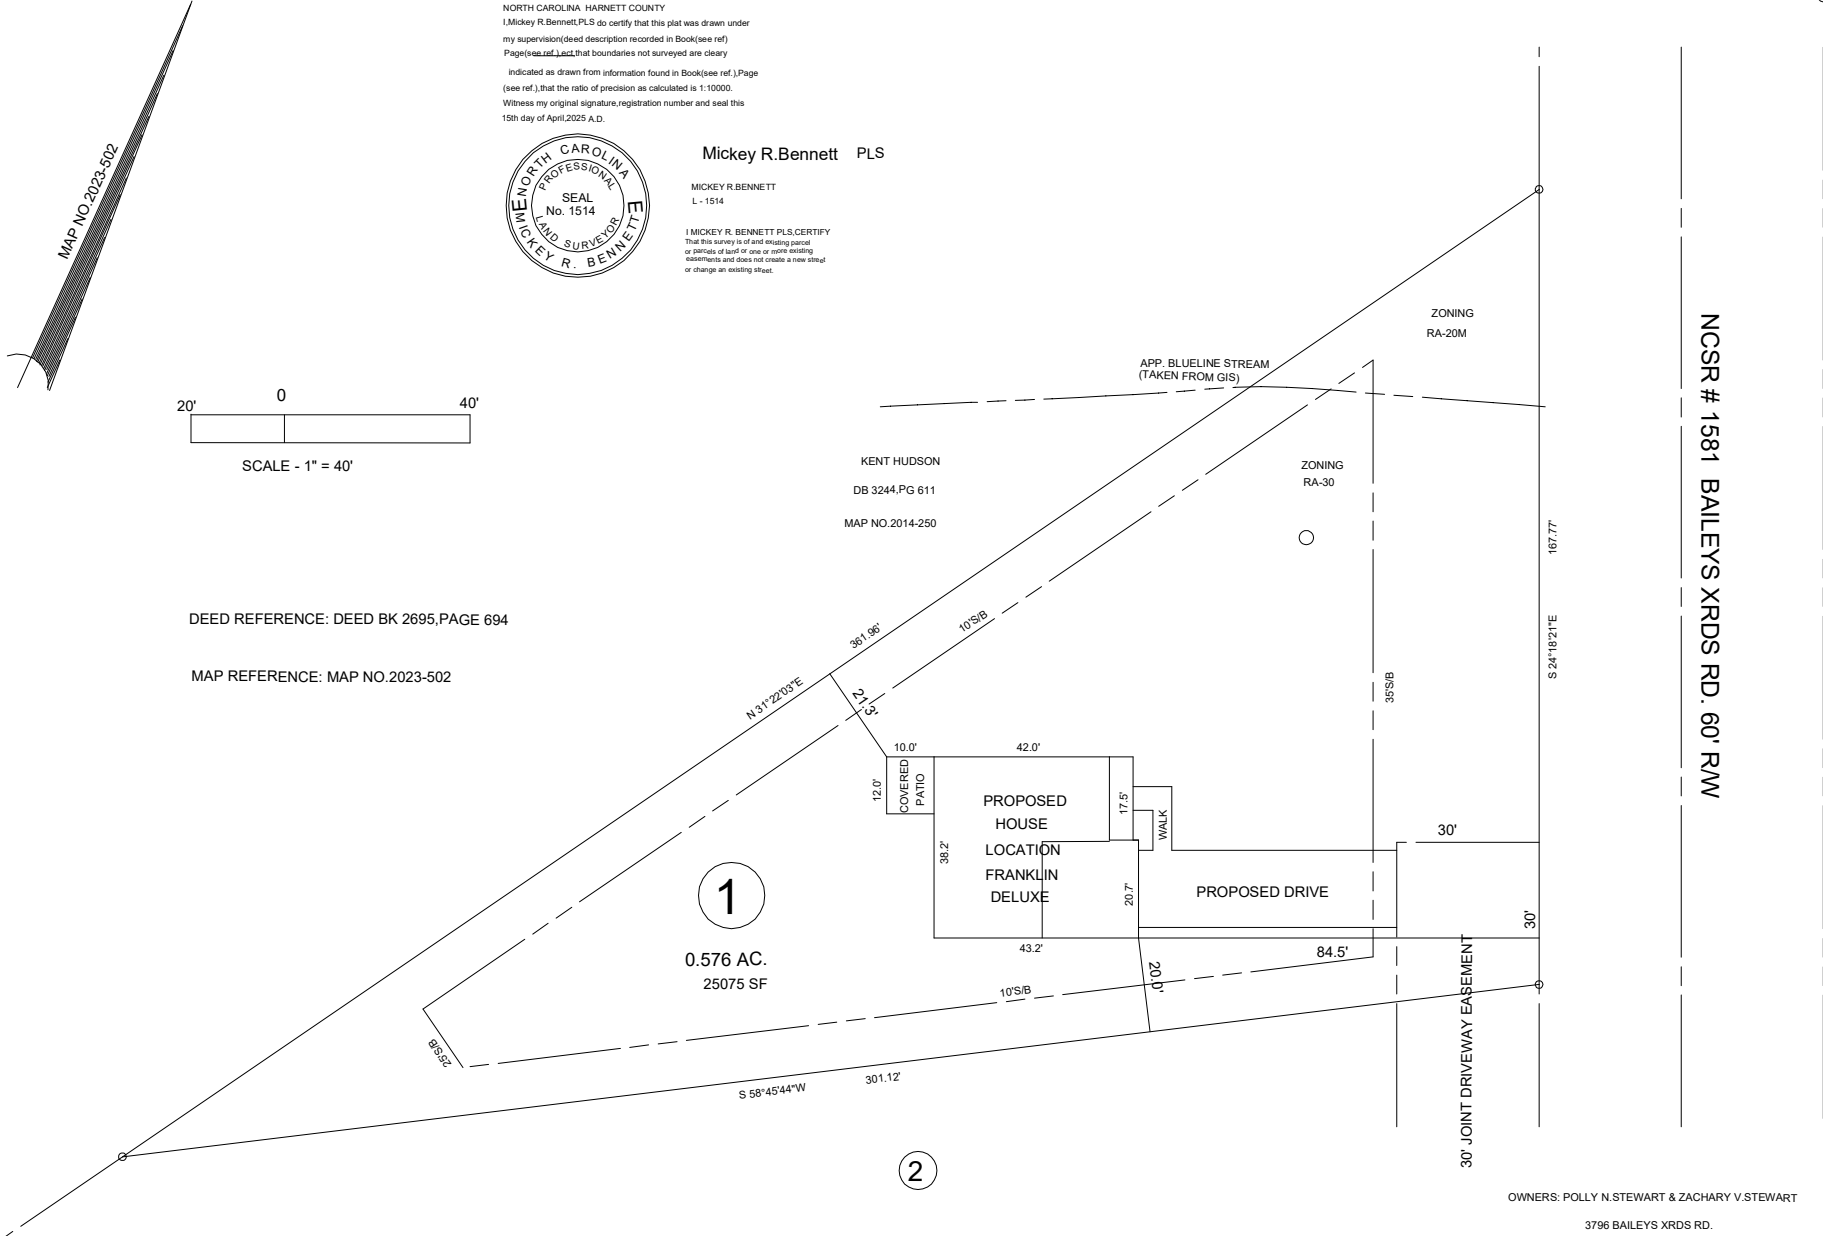 NORTH CAROLINA HARNETT COUNTY
I,Mickey R.Bennett,PLS do certify that this plat was drawn under
my supervision(deed description recorded in Book(see ref)
Page(see ref.),ect,that boundaries not surveyed are cleary
indicated as drawn from information found in Book(see ref.),Page
(see ref.),that the ratio of precision as calculated is 1:10000.
Witness my original signature,registration number and seal this
15th day of April,2025 A.D.
NORTH CAROLINA
PROFESSIONAL
SEAL
No. 1514
LAND SURVEYOR
MICKEY R. BENNETT
Mickey R.Bennett PLS
MICKEY R.BENNETT
L - 1514
I MICKEY R. BENNETT PLS,CERTIFY
That this survey is of and existing parcel
or parcels of land or one or more existing
easements and does not create a new street
or change an existing street.
MAP NO.2023-502
20' 0 40'
SCALE - 1" = 40'
DEED REFERENCE: DEED BK 2695,PAGE 694
MAP REFERENCE: MAP NO.2023-502
ZONING
RA-20M
APP. BLUELINE STREAM
(TAKEN FROM GIS)
KENT HUDSON
DB 3244,PG 611
MAP NO.2014-250
ZONING
RA-30
NCSR # 1581 BAILEYS XRDS RD. 60' R/W
167.77'
S 24°18'21"E
35'S/B
361.96'
N 31°22'03"E
10'S/B
21.3'
10.0'
42.0'
12.0'
COVERED
PATIO
PROPOSED
HOUSE
LOCATION
FRANKLIN
DELUXE
17.5'
WALK
38.2'
20.7'
43.2'
PROPOSED DRIVE
30'
30'
84.5'
20.0'
1
0.576 AC.
25075 SF
10'S/B
25'S/B
S 58°45'44"W
301.12'
30' JOINT DRIVEWAY EASEMENT
2
OWNERS: POLLY N.STEWART & ZACHARY V.STEWART
3796 BAILEYS XRDS RD.